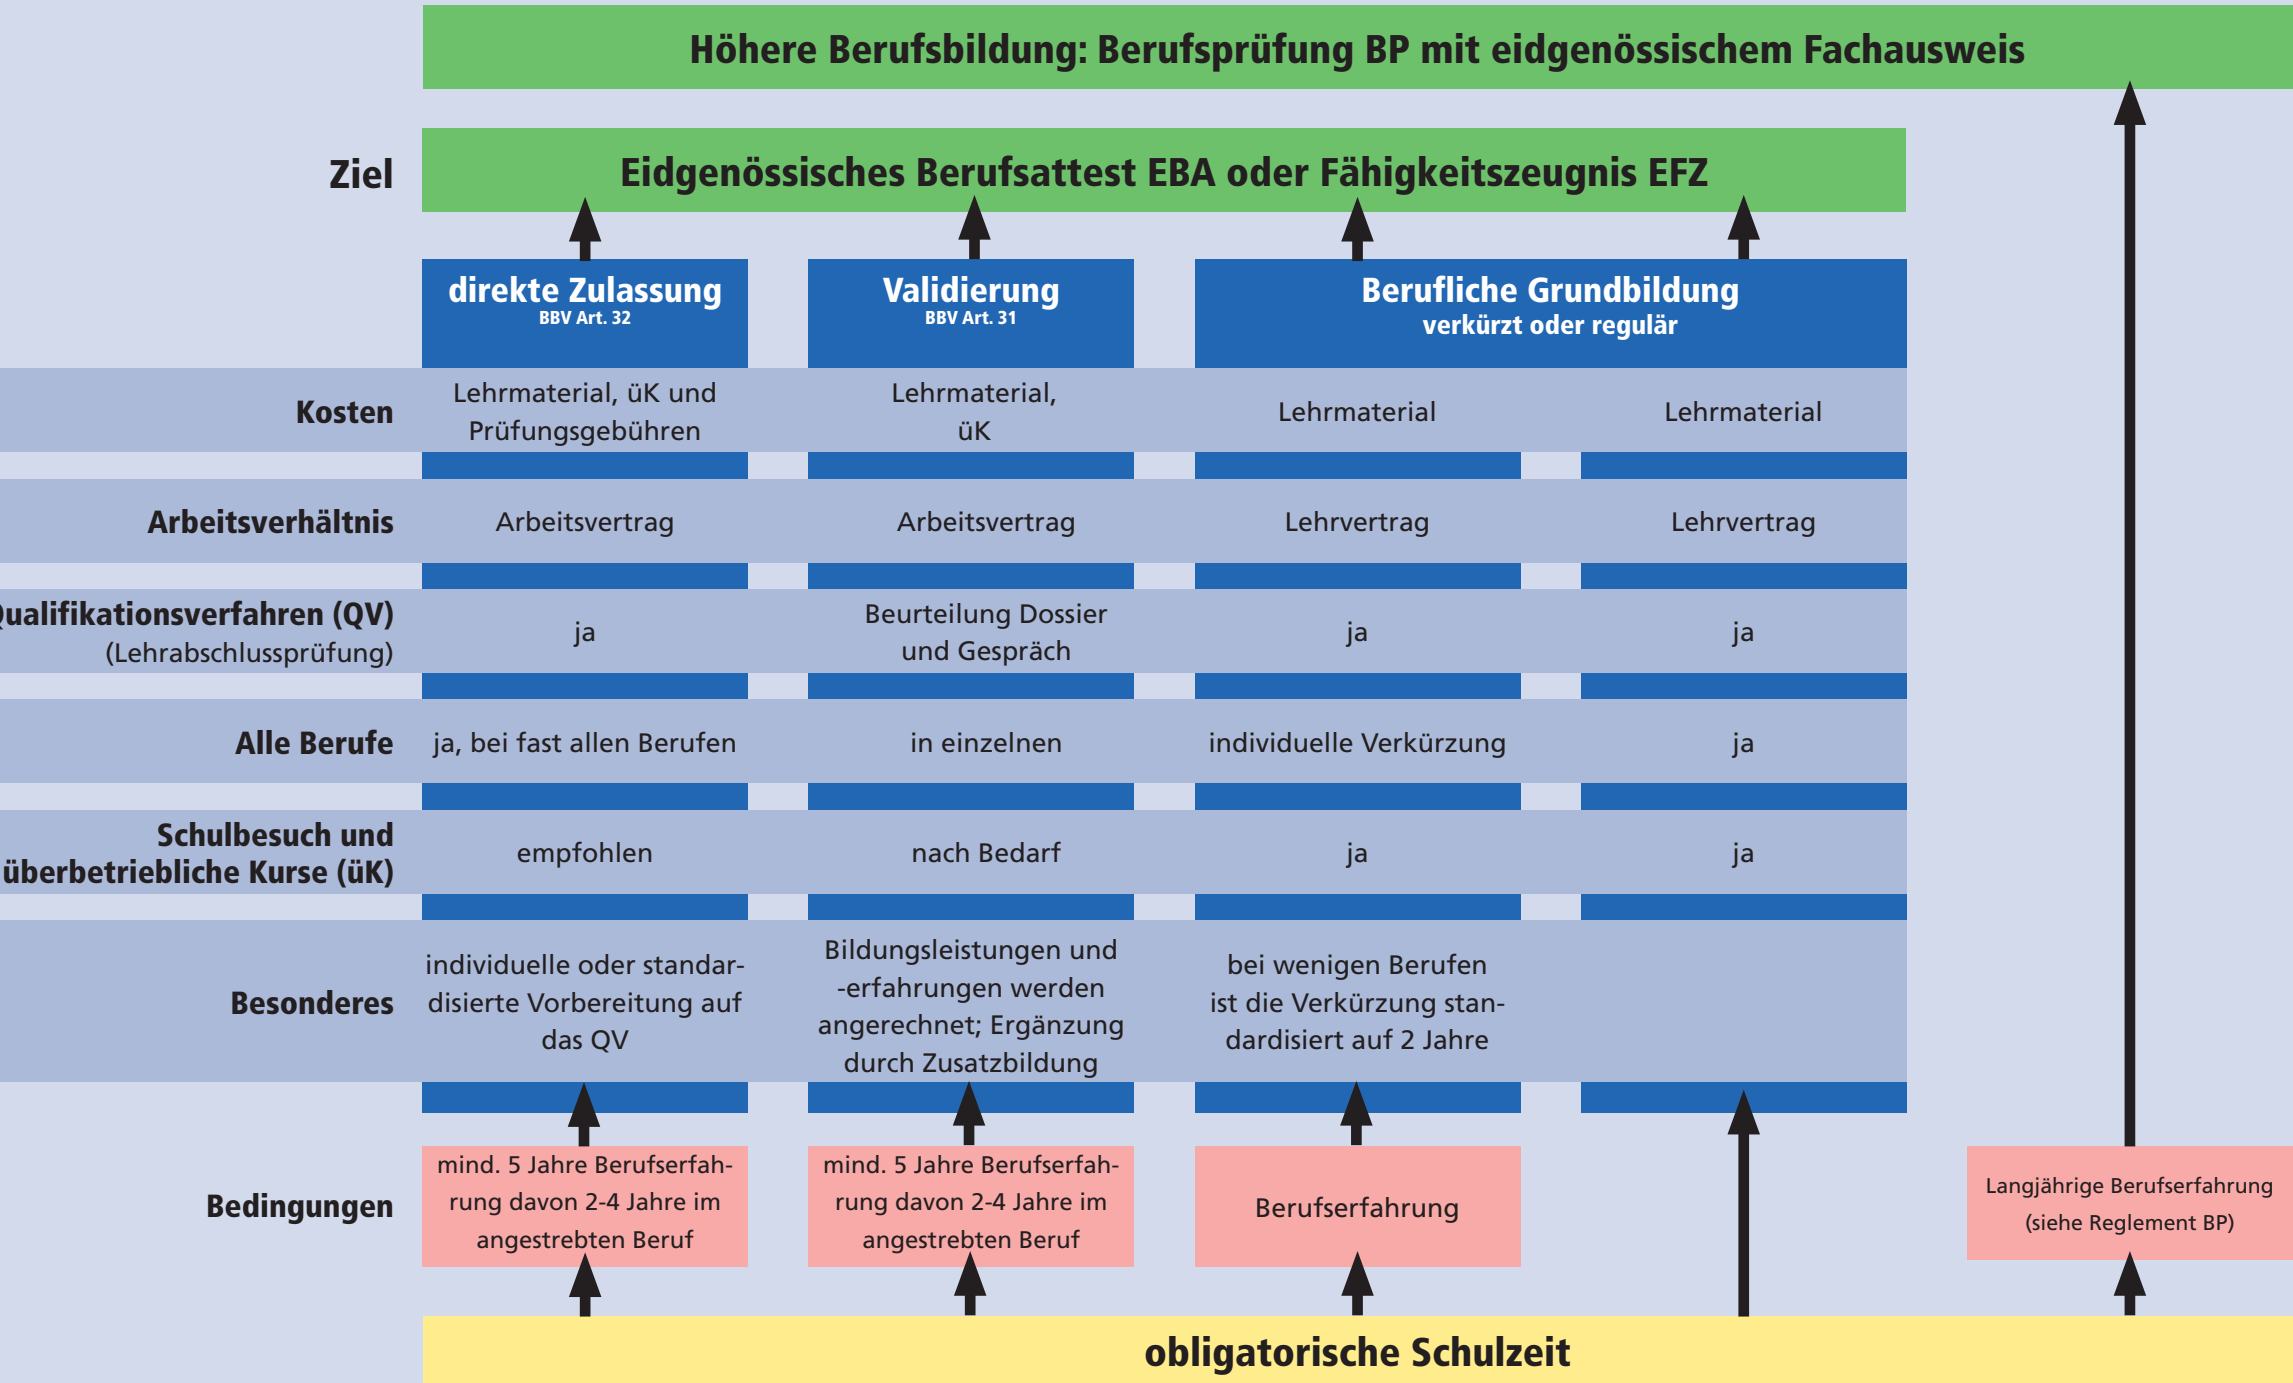 Höhere Berufsbildung: Berufsprüfung BP mit eidgenössischem Fachausweis
Ziel
Eidgenössisches Berufsattest EBA oder Fähigkeitszeugnis EFZ
direkte Zulassung
BBV Art. 32
Validierung
BBV Art. 31
Berufliche Grundbildung
verkürzt oder regulär
Kosten
Lehrmaterial, üK und
Prüfungsgebühren
Lehrmaterial,
üK
Lehrmaterial
Lehrmaterial
Arbeitsverhältnis
Arbeitsvertrag
Arbeitsvertrag
Lehrvertrag
Lehrvertrag
Qualifikationsverfahren (QV)
(Lehrabschlussprüfung)
ja
Beurteilung Dossier
und Gespräch
ja
ja
Alle Berufe
ja, bei fast allen Berufen
in einzelnen
individuelle Verkürzung
ja
Schulbesuch und
überbetriebliche Kurse (üK)
empfohlen
nach Bedarf
ja
ja
Besonderes
individuelle oder standar-
disierte Vorbereitung auf
das QV
Bildungsleistungen und
-erfahrungen werden
angerechnet; Ergänzung
durch Zusatzbildung
bei wenigen Berufen
ist die Verkürzung stan-
dardisiert auf 2 Jahre
Bedingungen
mind. 5 Jahre Berufserfah-
rung davon 2-4 Jahre im
angestrebten Beruf
mind. 5 Jahre Berufserfah-
rung davon 2-4 Jahre im
angestrebten Beruf
Berufserfahrung
Langjährige Berufserfahrung
(siehe Reglement BP)
obligatorische Schulzeit